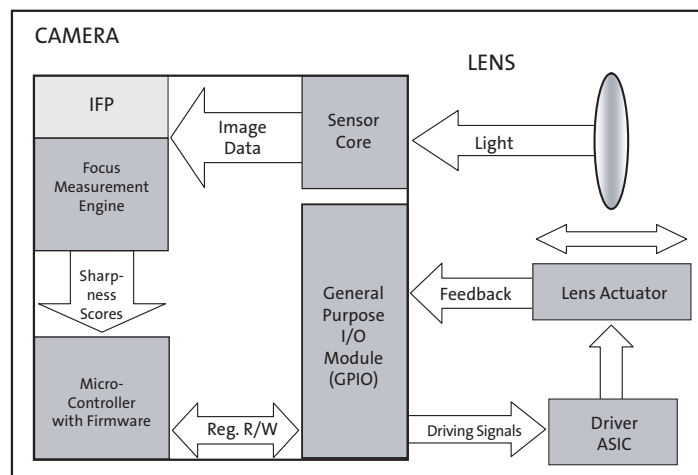 CAMERA
LENS
IFP
Sensor
Core
Image
Data
Light
Focus
Measurement
Engine
Sharp-
ness
Scores
General
Purpose
I/O
Module
(GPIO)
Feedback
Lens Actuator
Micro-
Controller
with Firmware
Reg. R/W
Driving Signals
Driver
ASIC